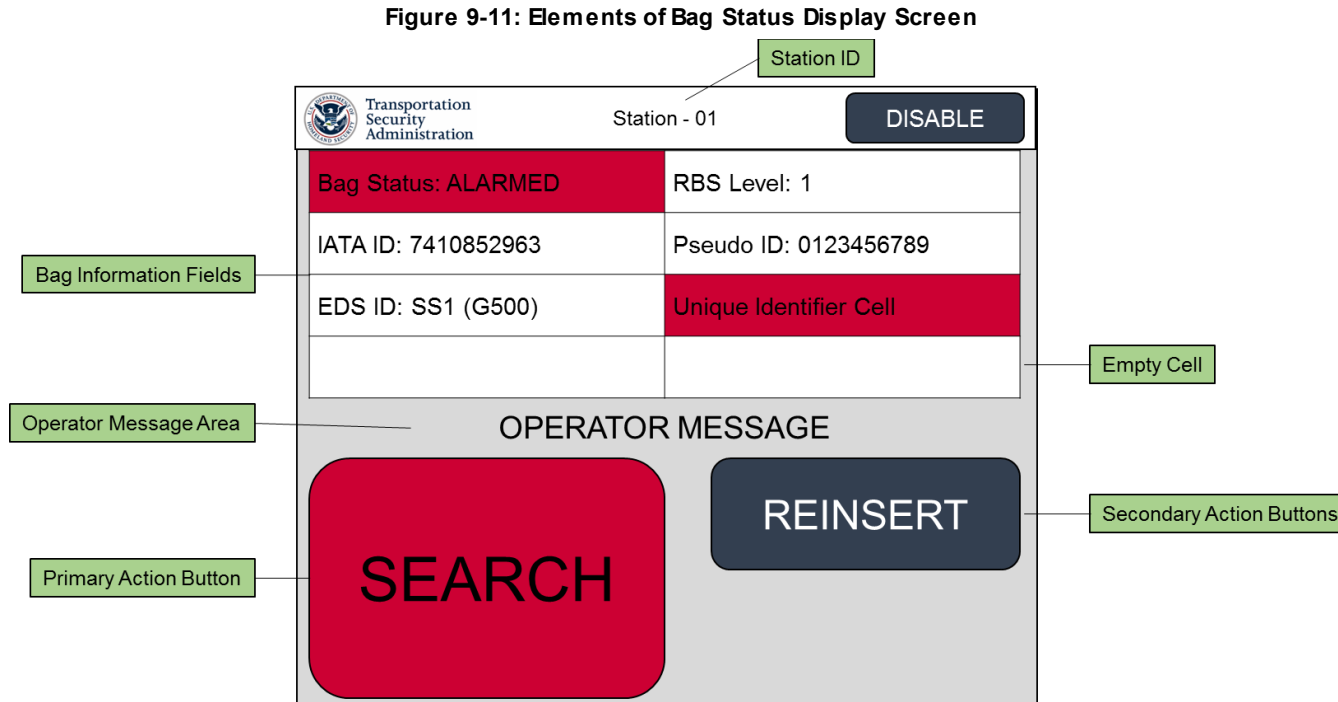 Figure 9-11: Elements of Bag Status Display Screen
Station ID
Transportation
Security
Administration
Station - 01
DISABLE
Bag Status: ALARMED
RBS Level: 1
IATA ID: 7410852963
Pseudo ID: 0123456789
Bag Information Fields
EDS ID: SS1 (G500)
Unique Identifier Cell
Empty Cell
Operator Message Area
OPERATOR MESSAGE
REINSERT
Secondary Action Buttons
Primary Action Button
SEARCH